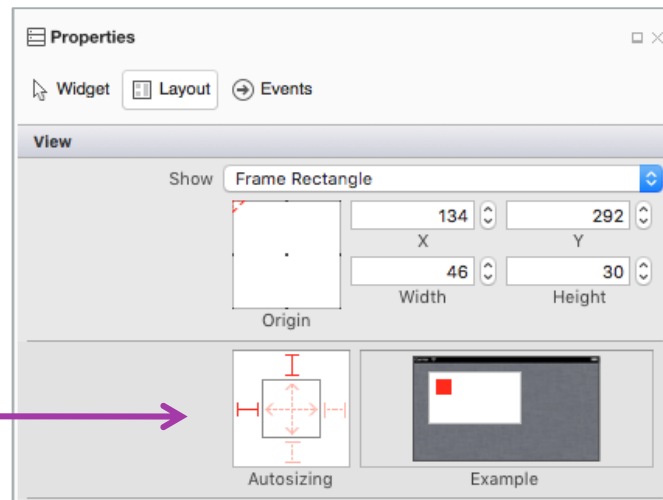 Properties
Widget Layout Events
View
Show Frame Rectangle
134 292
X Y
46 30
Width Height
Origin
Autosizing Example